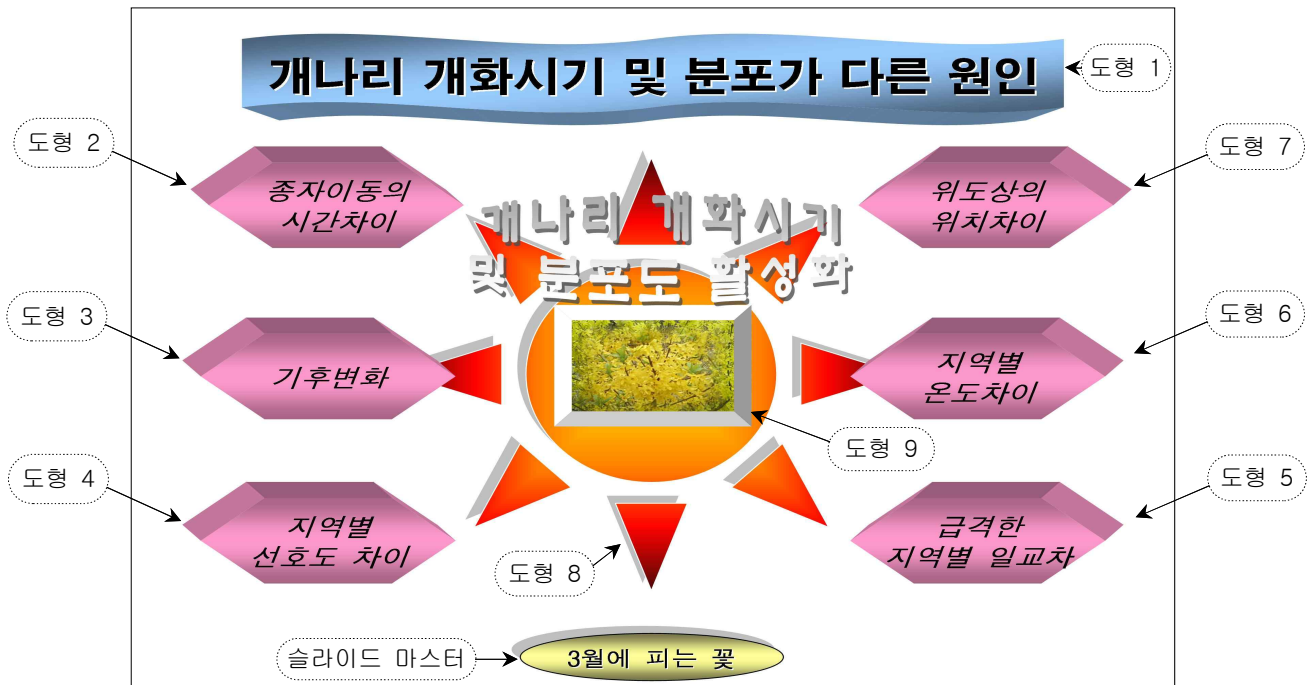 개나리 개화시기 및 분포가 다른 원인
도형 1
도형 2
종자이동의
시간차이
개나리 개화시기
및 분포도 활성화
위도상의
위치차이
도형 7
도형 3
기후변화
지역별
온도차이
도형 6
도형 9
도형 4
지역별
선호도 차이
도형 8
급격한
지역별 일교차
도형 5
슬라이드 마스터
3월에 피는 꽃